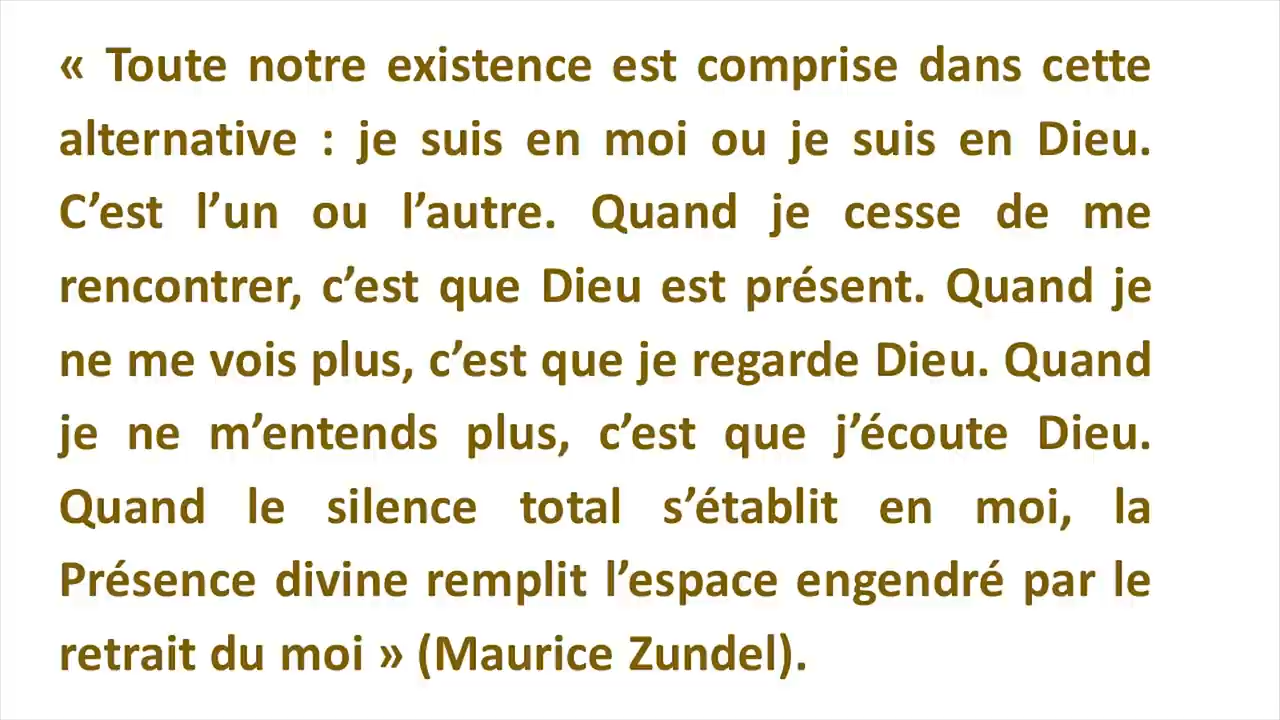 « Toute notre existence est comprise dans cette
alternative : je suis en moi ou je suis en Dieu.
C’est l’un ou l’autre. Quand je cesse de me
rencontrer, c’est que Dieu est présent. Quand je
ne me vois plus, c’est que je regarde Dieu. Quand
je ne m’entends plus, c’est que j’écoute Dieu.
Quand le silence total s’établit en moi, la
Présence divine remplit l’espace engendré par le
retrait du moi » (Maurice Zundel).